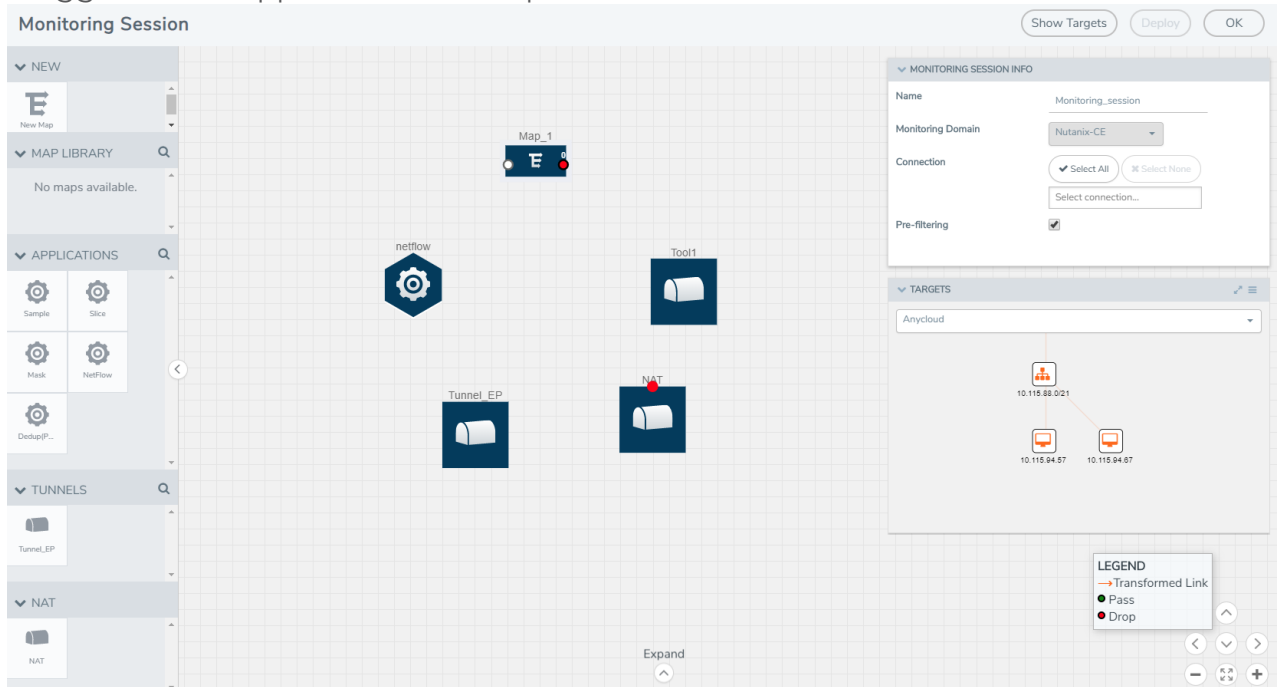 Monitoring Session
Show Targets
Deploy
OK
NEW
New Map
MAP LIBRARY
No maps available.
APPLICATIONS
Sample
Slice
Mask
NetFlow
Dedup(P...
TUNNELS
Tunnel_EP
NAT
NAT
Map_1
0
netflow
Tool1
Tunnel_EP
NAT
Expand
MONITORING SESSION INFO
Name
Monitoring_session
Monitoring Domain
Nutanix-CE
Connection
Select All
Select None
Select connection...
Pre-filtering
TARGETS
Anycloud
10.115.88.0/21
10.115.94.57
10.115.94.67
LEGEND
Transformed Link
Pass
Drop